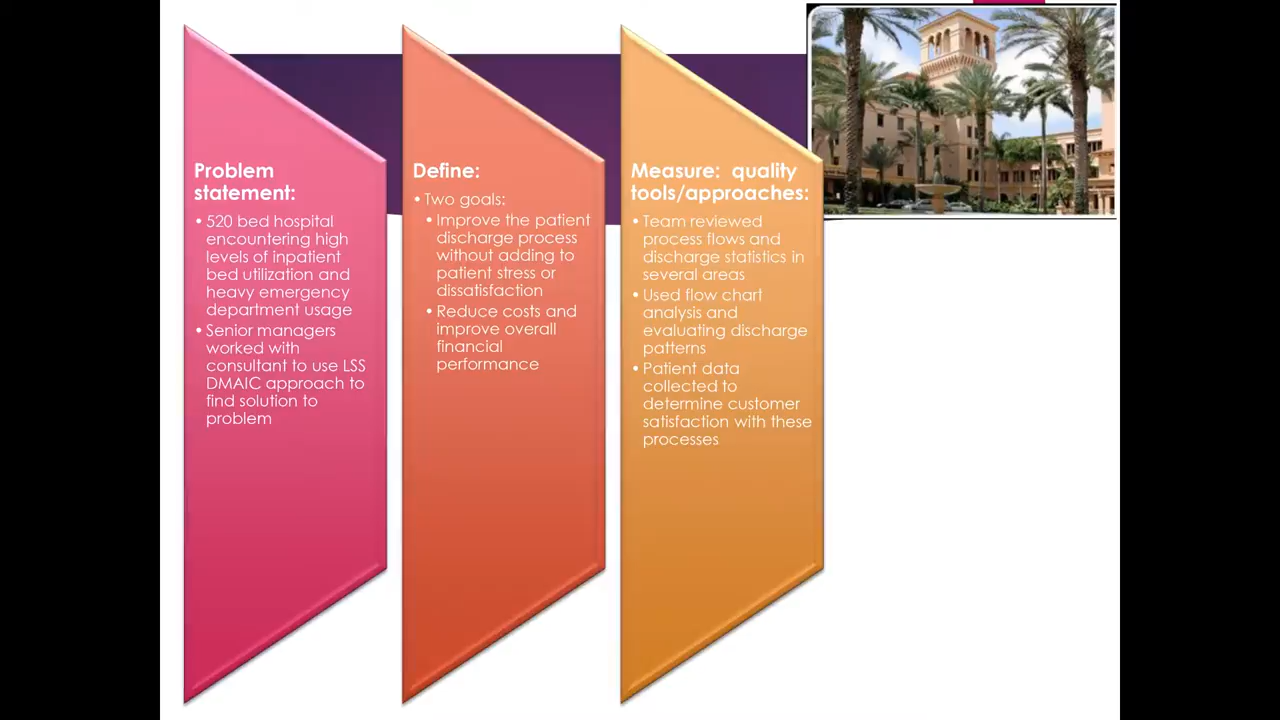 Problem
statement:
• 520 bed hospital
encountering high
levels of inpatient
bed utilization and
heavy emergency
department usage
• Senior managers
worked with
consultant to use LSS
DMAIC approach to
find solution to
problem
Define:
• Two goals:
• Improve the patient
discharge process
without adding to
patient stress or
dissatisfaction
• Reduce costs and
improve overall
financial
performance
Measure: quality
tools/approaches:
• Team reviewed
process flows and
discharge statistics in
several areas
• Used flow chart
analysis and
evaluating discharge
patterns
• Patient data
collected to
determine customer
satisfaction with these
processes